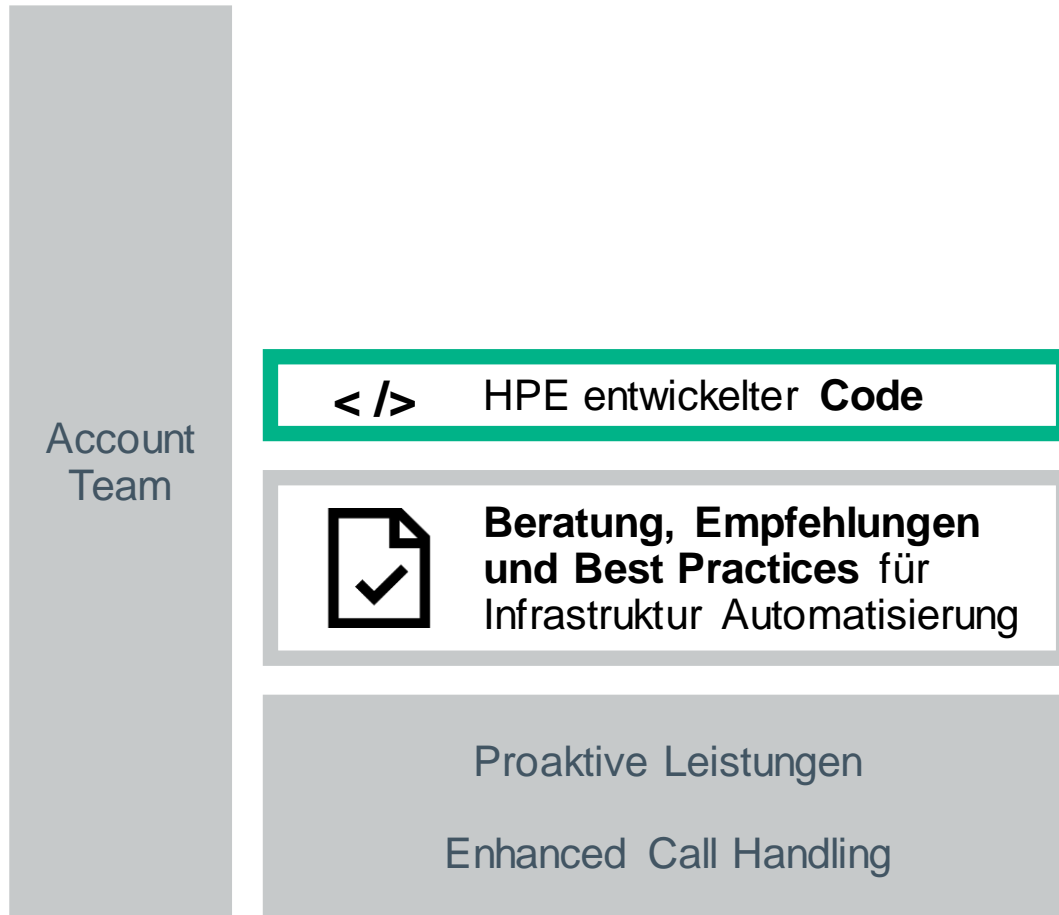 Account
Team
</> HPE entwickelter Code
Beratung, Empfehlungen
und Best Practices für
Infrastruktur Automatisierung
Proaktive Leistungen
Enhanced Call Handling